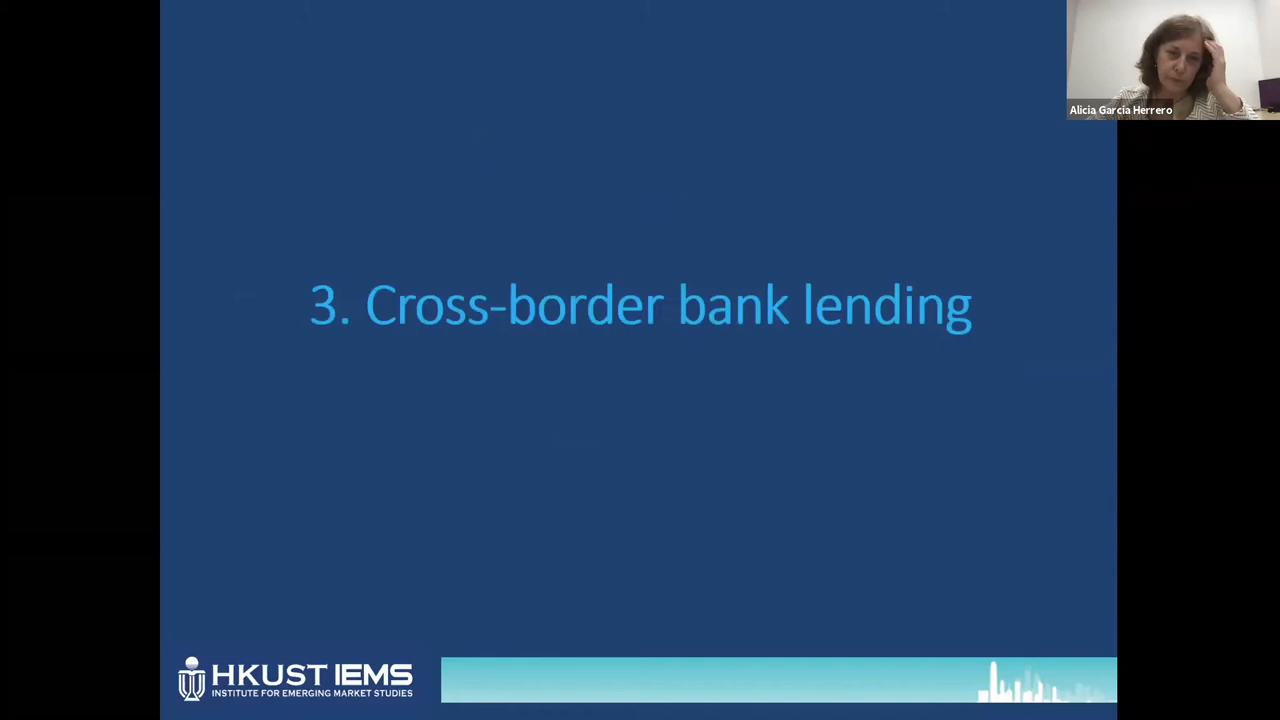 Alicia Garcia Herrero
3. Cross-border bank lending
HKUST IEMS
INSTITUTE FOR EMERGING MARKET STUDIES